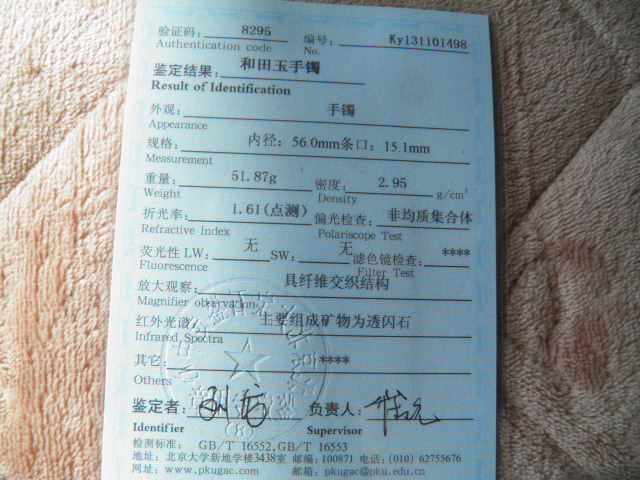 验证码: 8295 编号: Ky131101498
Authentication code No.
鉴定结果: 和田玉手镯
Result of Identification
外观: 手镯
Appearance
规格: 内径: 56.0mm条口: 15.1mm
Measurement
重量: 51.87g 密度: 2.95 g/cm³
Weight Density
折光率: 1.61(点测) 偏光检查: 非均质集合体
Refractive Index Polariscope Test
荧光性 LW: 无 SW: 无 滤色镜检查: ****
Fluorescence Filter Test
放大观察: 具纤维交织结构
Magnifier observation
红外光谱: 主要组成矿物为透闪石
Infrared Spectra
其它: ****
Others
鉴定者: 负责人:
Identifier Supervisor
检测标准: GB/T 16552,GB/T 16553
地址: 北京大学新地学楼3438室 邮编: 100871 电话: (010) 62755676
网址: www.pkugac.com 邮箱: pkugac@pku.edu.cn